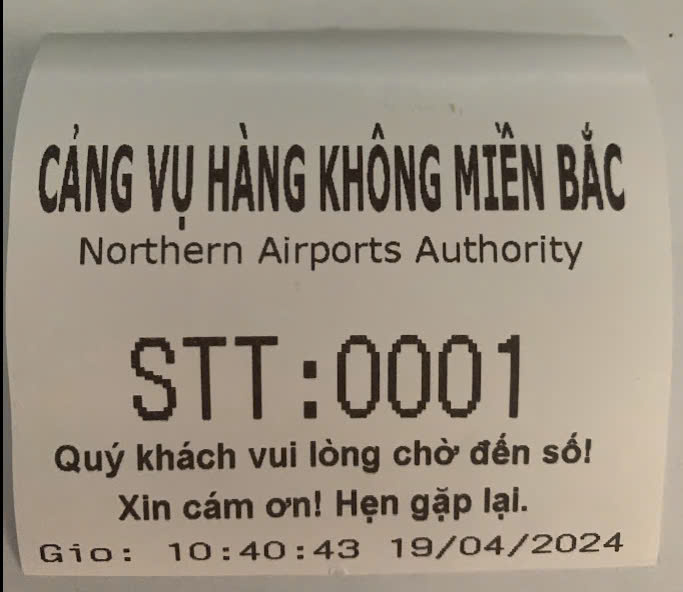 CẢNG VỤ HÀNG KHÔNG MIỀN BẮC
Northern Airports Authority
STT:0001
Quý khách vui lòng chờ đến số!
Xin cám ơn! Hẹn gặp lại.
Gio: 10:40:43 19/04/2024